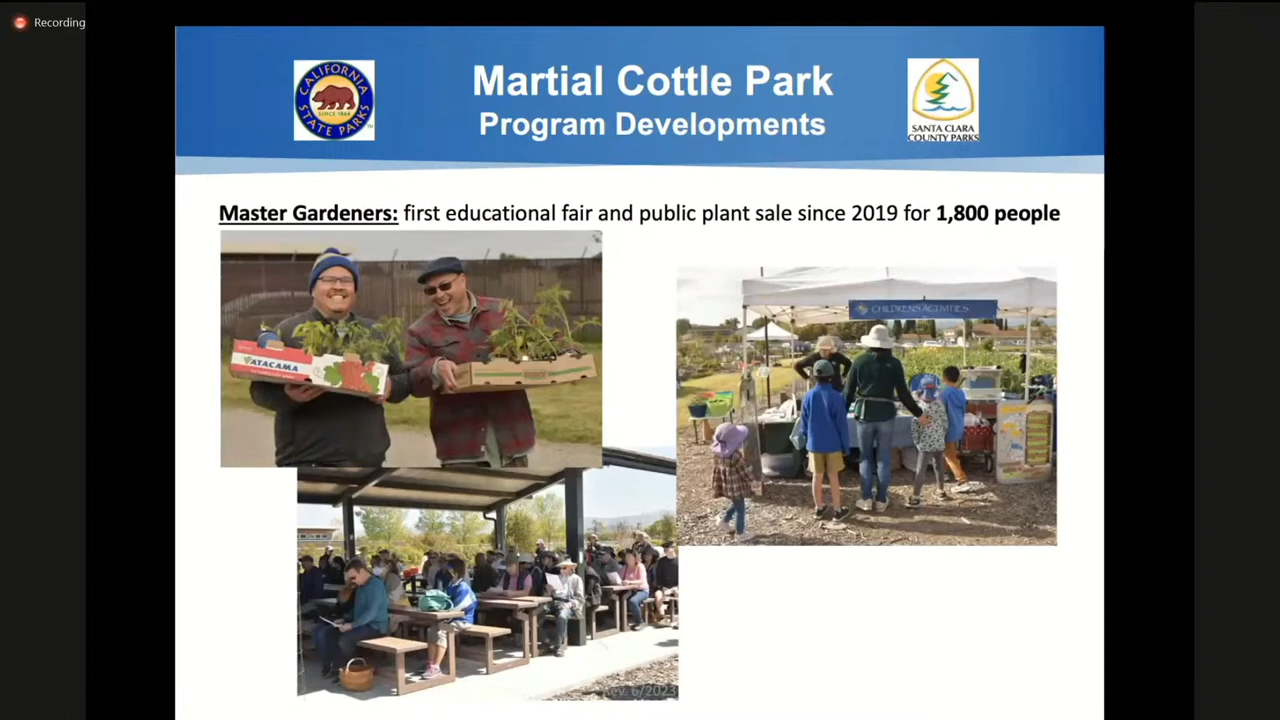 Recording
CALIFORNIA
SINCE 1864
STATE PARKS
Martial Cottle Park
Program Developments
SANTA CLARA
COUNTY PARKS
Master Gardeners: first educational fair and public plant sale since 2019 for 1,800 people
ATACAMA
CHILDREN'S ACTIVITIES
Rev. 6/2023